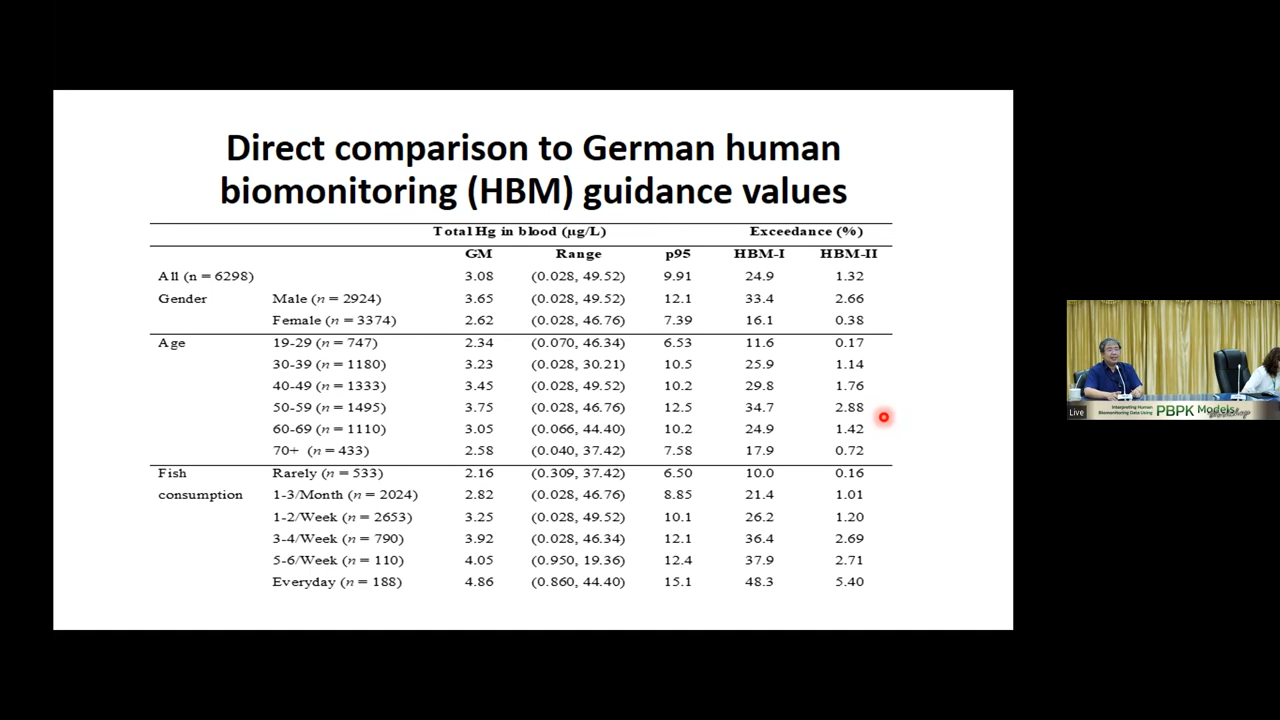 Direct comparison to German human
biomonitoring (HBM) guidance values
Total Hg in blood (µg/L) Exceedance (%)
GM Range p95 HBM-I HBM-II
All (n = 6298) 3.08 (0.028, 49.52) 9.91 24.9 1.32
Gender Male (n = 2924) 3.65 (0.028, 49.52) 12.1 33.4 2.66
Female (n = 3374) 2.62 (0.028, 46.76) 7.39 16.1 0.38
Age 19-29 (n = 747) 2.34 (0.070, 46.34) 6.53 11.6 0.17
30-39 (n = 1180) 3.23 (0.028, 30.21) 10.5 25.9 1.14
40-49 (n = 1333) 3.45 (0.028, 49.52) 10.2 29.8 1.76
50-59 (n = 1495) 3.75 (0.028, 46.76) 12.5 34.7 2.88
60-69 (n = 1110) 3.05 (0.066, 44.40) 10.2 24.9 1.42
70+ (n = 433) 2.58 (0.040, 37.42) 7.58 17.9 0.72
Fish Rarely (n = 533) 2.16 (0.309, 37.42) 6.50 10.0 0.16
consumption 1-3/Month (n = 2024) 2.82 (0.028, 46.76) 8.85 21.4 1.01
1-2/Week (n = 2653) 3.25 (0.028, 49.52) 10.1 26.2 1.20
3-4/Week (n = 790) 3.92 (0.028, 46.34) 12.1 36.4 2.69
5-6/Week (n = 110) 4.05 (0.950, 19.36) 12.4 37.9 2.71
Everyday (n = 188) 4.86 (0.860, 44.40) 15.1 48.3 5.40
Live
Interpreting Human
Biomonitoring Data Using
PBPK Models